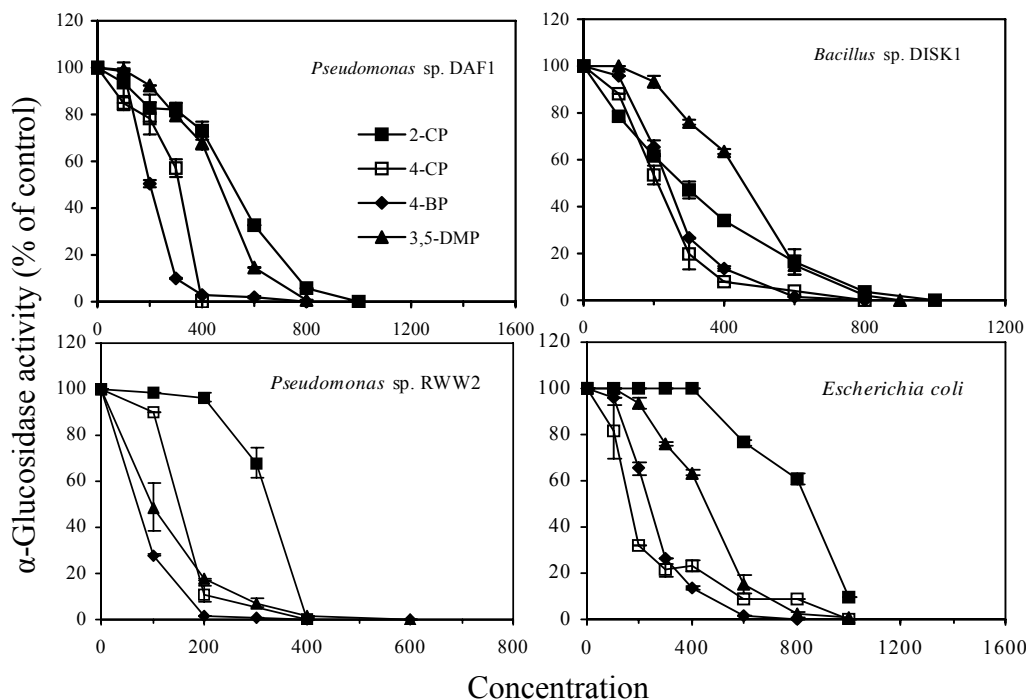 α-Glucosidase activity (% of control)
120
100
80
60
40
20
0
Pseudomonas sp. DAF1
2-CP
4-CP
4-BP
3,5-DMP
0 400 800 1200 1600
120
100
80
60
40
20
0
Bacillus sp. DISK1
0 400 800 1200
120
100
80
60
40
20
0
Pseudomonas sp. RWW2
0 200 400 600 800
120
100
80
60
40
20
0
Escherichia coli
0 400 800 1200 1600
Concentration